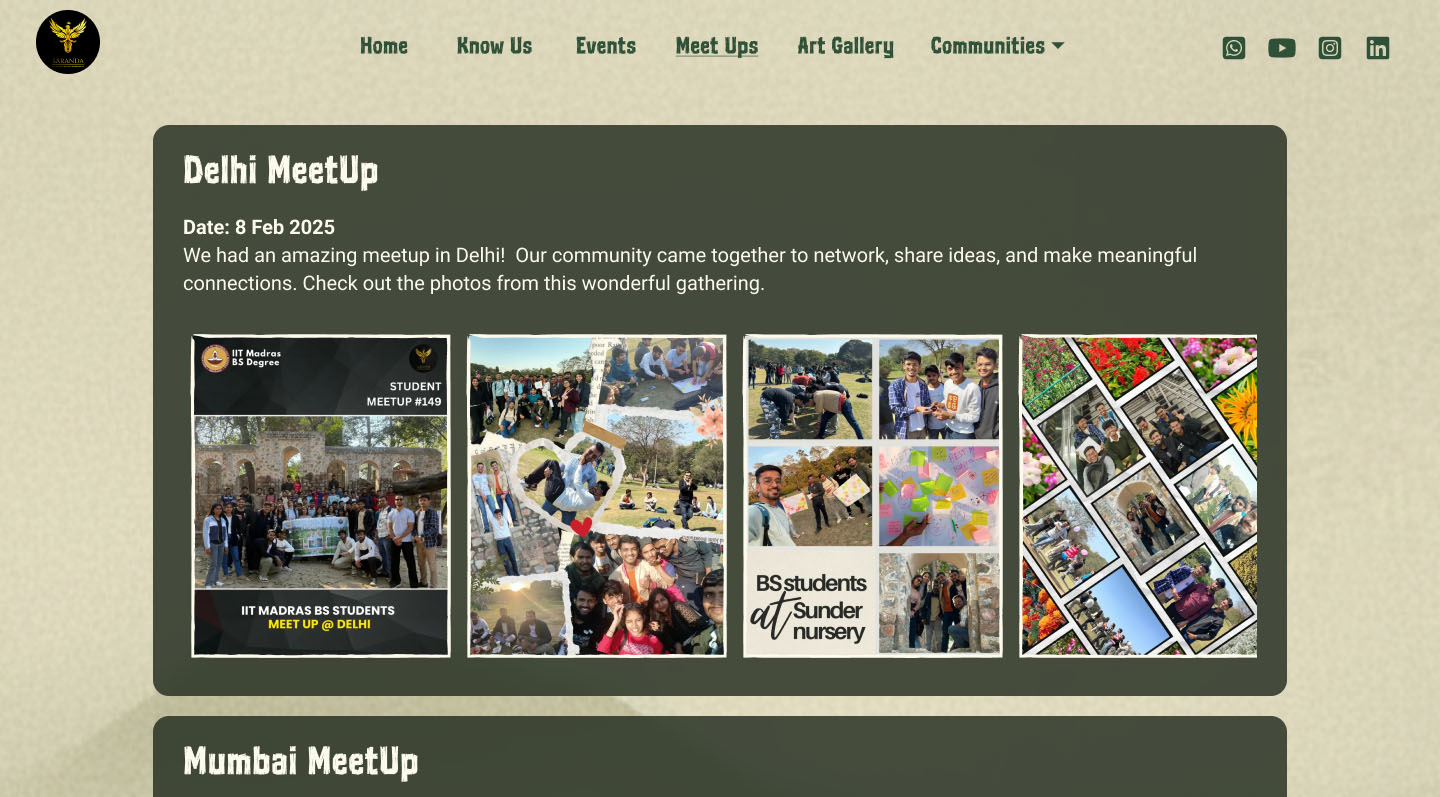 SARANDA
Home
Know Us
Events
Meet Ups
Art Gallery
Communities
Delhi MeetUp
Date: 8 Feb 2025
We had an amazing meetup in Delhi!  Our community came together to network, share ideas, and make meaningful
connections. Check out the photos from this wonderful gathering.
IIT Madras
BS Degree
STUDENT
MEETUP #149
IIT MADRAS BS STUDENTS
MEET UP @ DELHI
BS students
at Sunder
nursery
Mumbai MeetUp